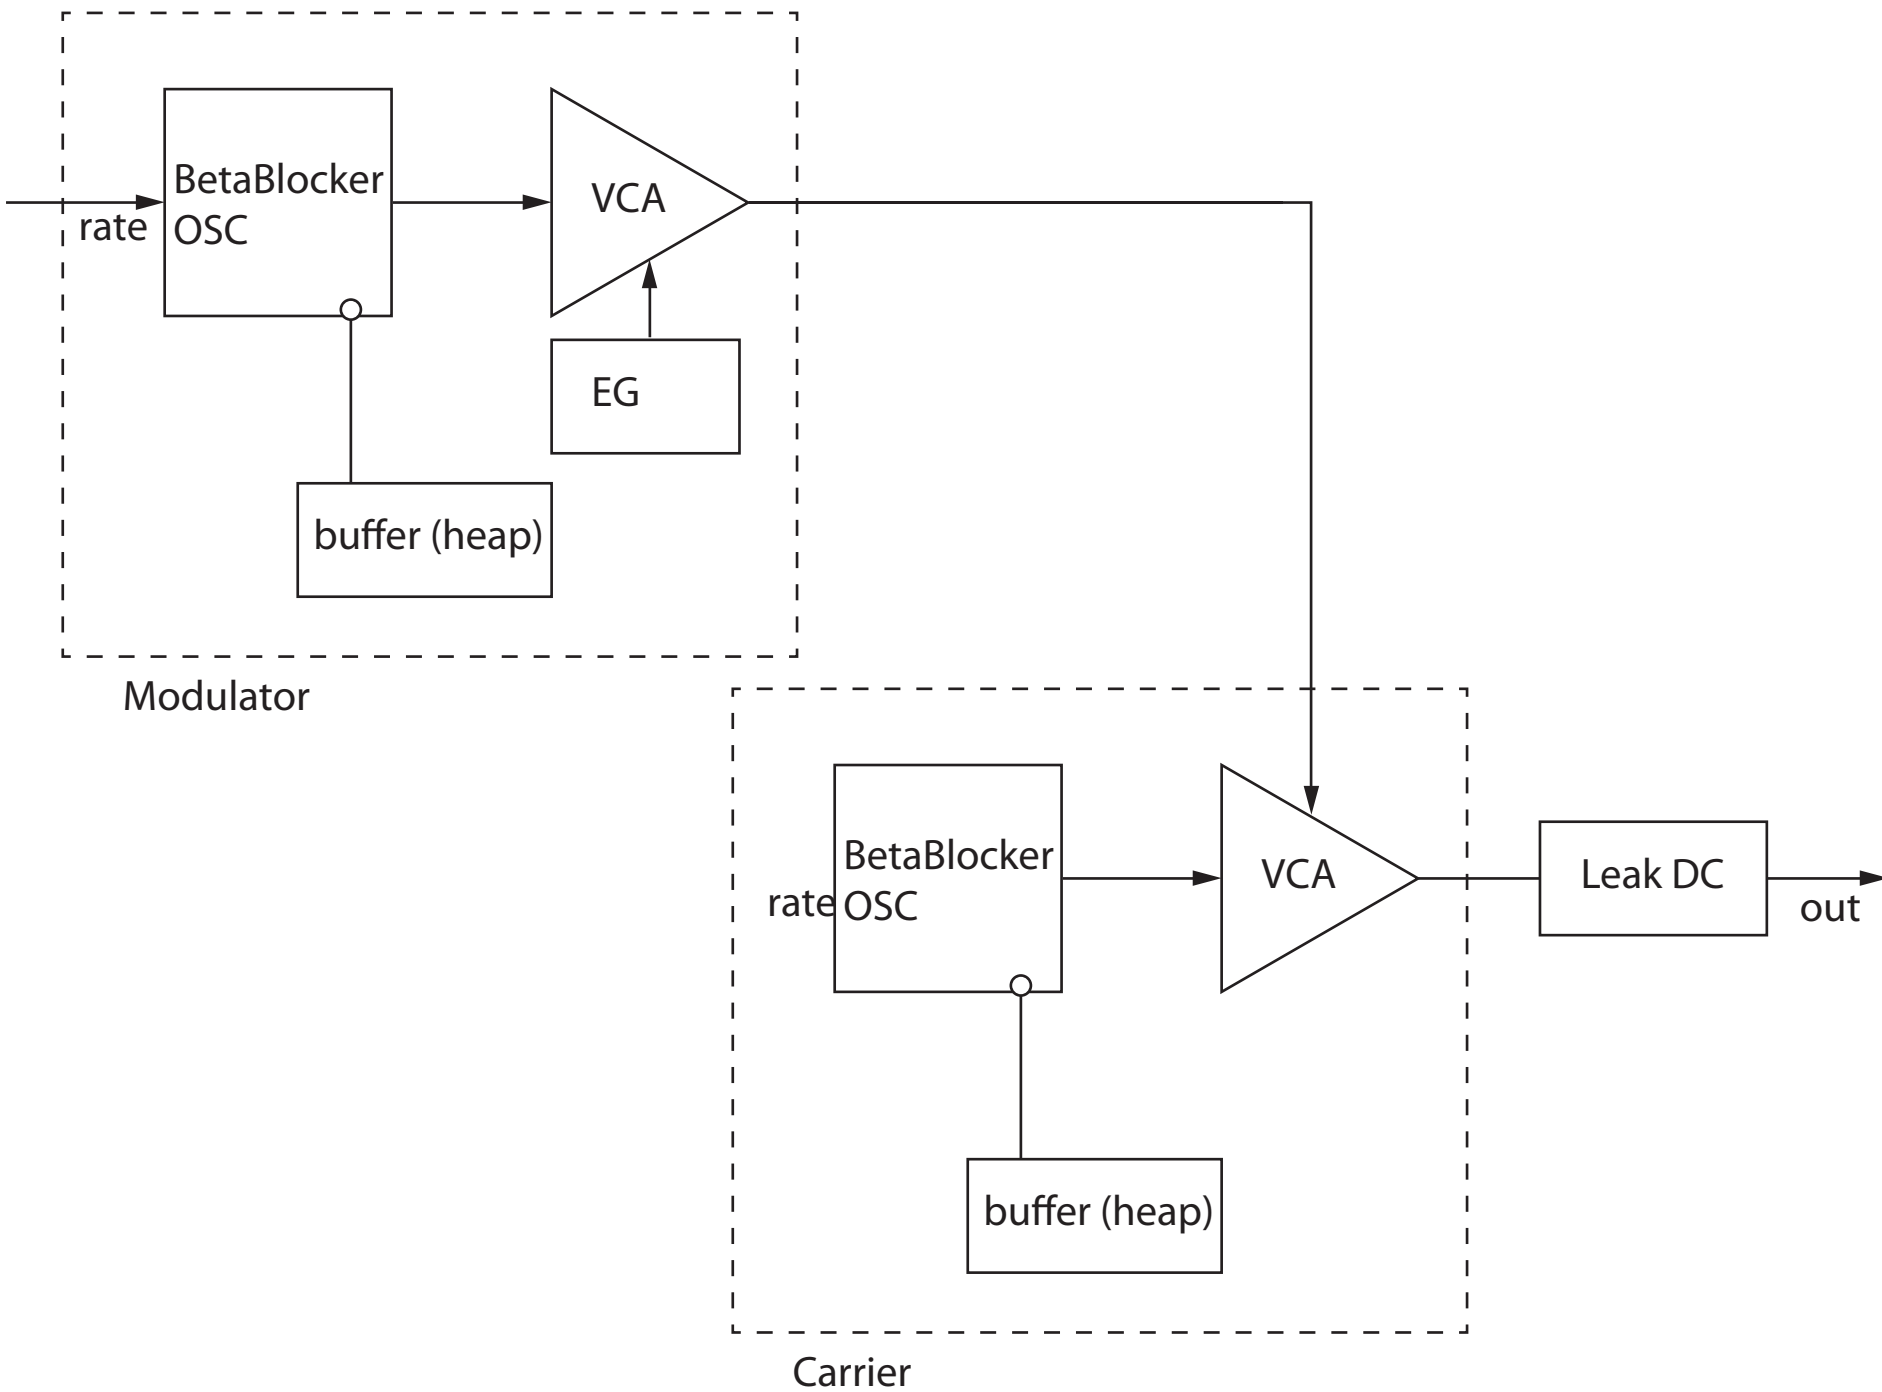 BetaBlocker
OSC
rate
VCA
EG
buffer (heap)
Modulator
BetaBlocker
OSC
rate
VCA
Leak DC
out
buffer (heap)
Carrier